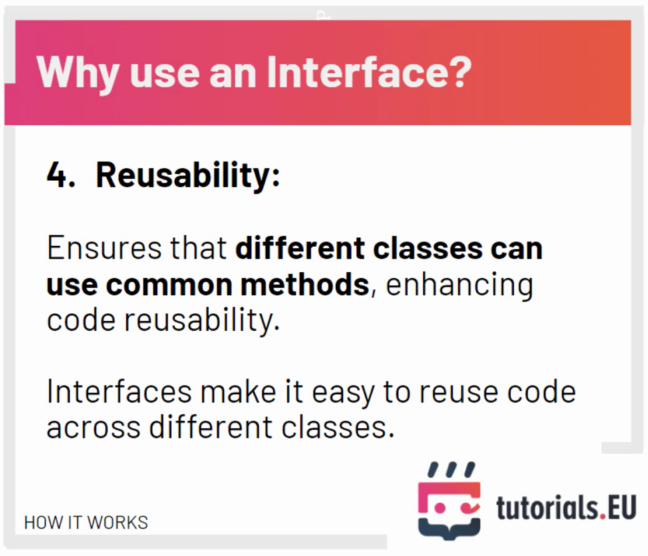 Why use an Interface?
4. Reusability:
Ensures that different classes can
use common methods, enhancing
code reusability.
Interfaces make it easy to reuse code
across different classes.
tutorials.EU
HOW IT WORKS